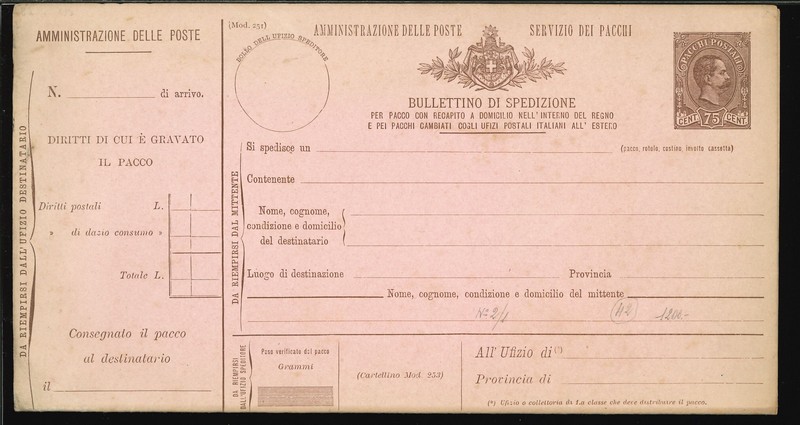 AMMINISTRAZIONE DELLE POSTE
N. di arrivo.
DIRITTI DI CUI È GRAVATO
IL PACCO
Diritti postali L.
» di dazio consumo »
Totale L.
Consegnato il pacco
al destinatario
il
DA RIEMPIRSI DALL'UFIZIO DESTINATARIO
(Mod. 251)
BOLLO DELL'UFIZIO SPEDITORE
AMMINISTRAZIONE DELLE POSTE SERVIZIO DEI PACCHI
PACCHI POSTALI
CENT. 75 CENT.
BULLETTINO DI SPEDIZIONE
PER PACCO CON RECAPITO A DOMICILIO NELL'INTERNO DEL REGNO
E PEI PACCHI CAMBIATI COGLI UFIZI POSTALI ITALIANI ALL'ESTERO
DA RIEMPIRSI DAL MITTENTE
Si spedisce un (pacco, rotolo, cestino, involto cassetta)
Contenente
Nome, cognome,
condizione e domicilio
del destinatario
Luogo di destinazione Provincia
Nome, cognome, condizione e domicilio del mittente
(112) 1200.-
DA RIEMPIRSI
DALL'UFIZIO SPEDITORE
Peso verificato del pacco
Grammi
(Cartellino Mod. 253)
All'Ufizio di (*)
Provincia di
(*) Ufizio o collettoria di I.a classe che deve distribuire il pacco.